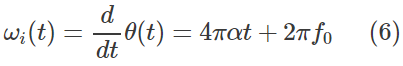 ωᵢ(t) = d/dt θ(t) = 4παt + 2πf₀ (6)